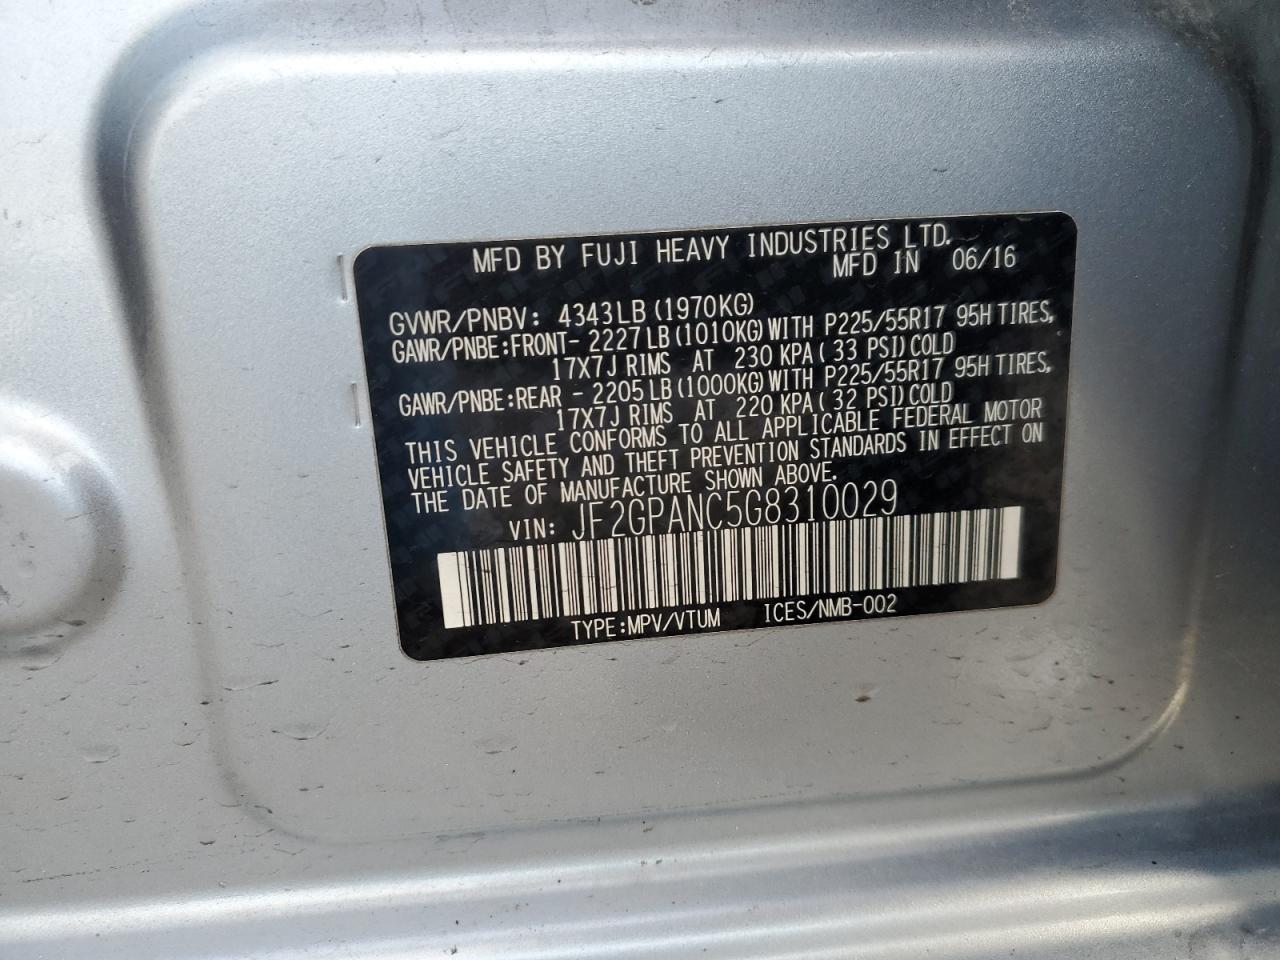 MFD BY FUJI HEAVY INDUSTRIES LTD.
MFD IN 06/16
GVWR/PNBV: 4343LB (1970KG)
GAWR/PNBE:FRONT- 2227LB(1010KG)WITH P225/55R17 95H TIRES,
17X7J RIMS AT 230 KPA( 33 PSI)COLD
GAWR/PNBE:REAR - 2205LB(1000KG)WITH P225/55R17 95H TIRES,
17X7J RIMS AT 220 KPA( 32 PSI)COLD
THIS VEHICLE CONFORMS TO ALL APPLICABLE FEDERAL MOTOR
VEHICLE SAFETY AND THEFT PREVENTION STANDARDS IN EFFECT ON
THE DATE OF MANUFACTURE SHOWN ABOVE.
VIN: JF2GPANC5G8310029
TYPE:MPV/VTUM ICES/NMB-002